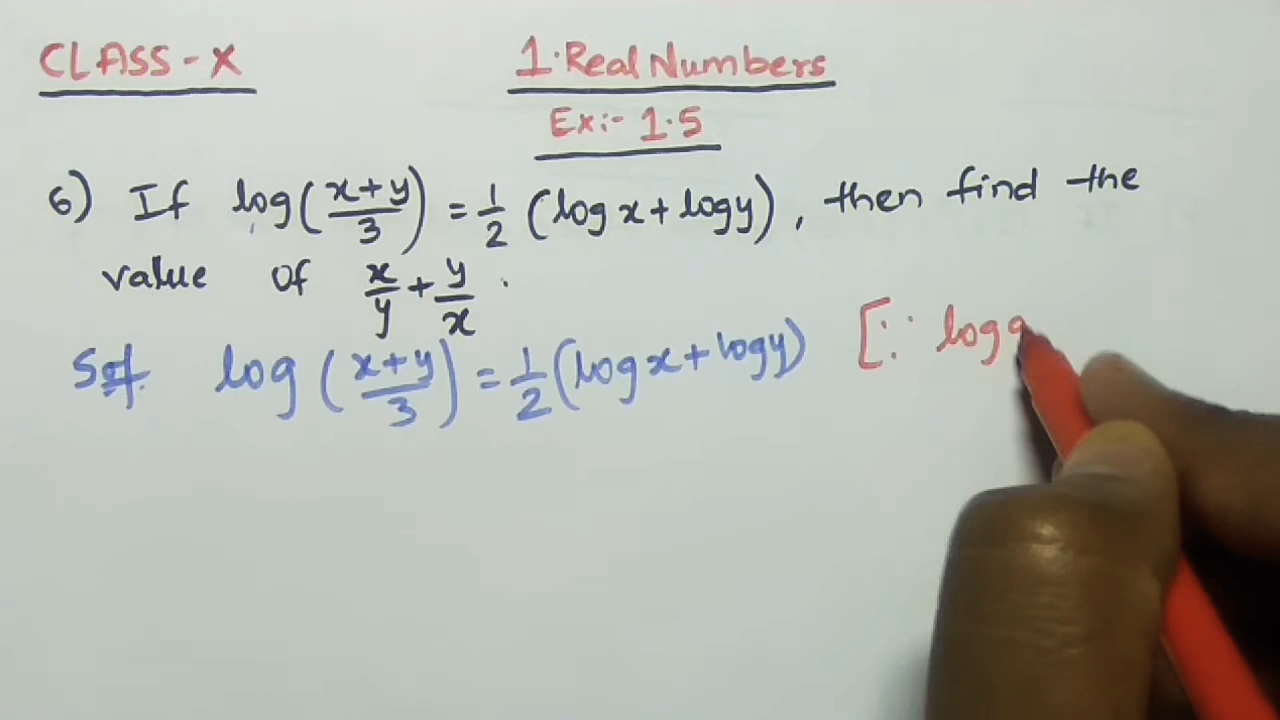 CLASS-X
1.Real Numbers
Ex:- 1.5
6) If log((x+y)/3) = 1/2 (log x + log y), then find the
value of x/y + y/x.
Sol. log((x+y)/3) = 1/2 (log x + log y) [∵ log a